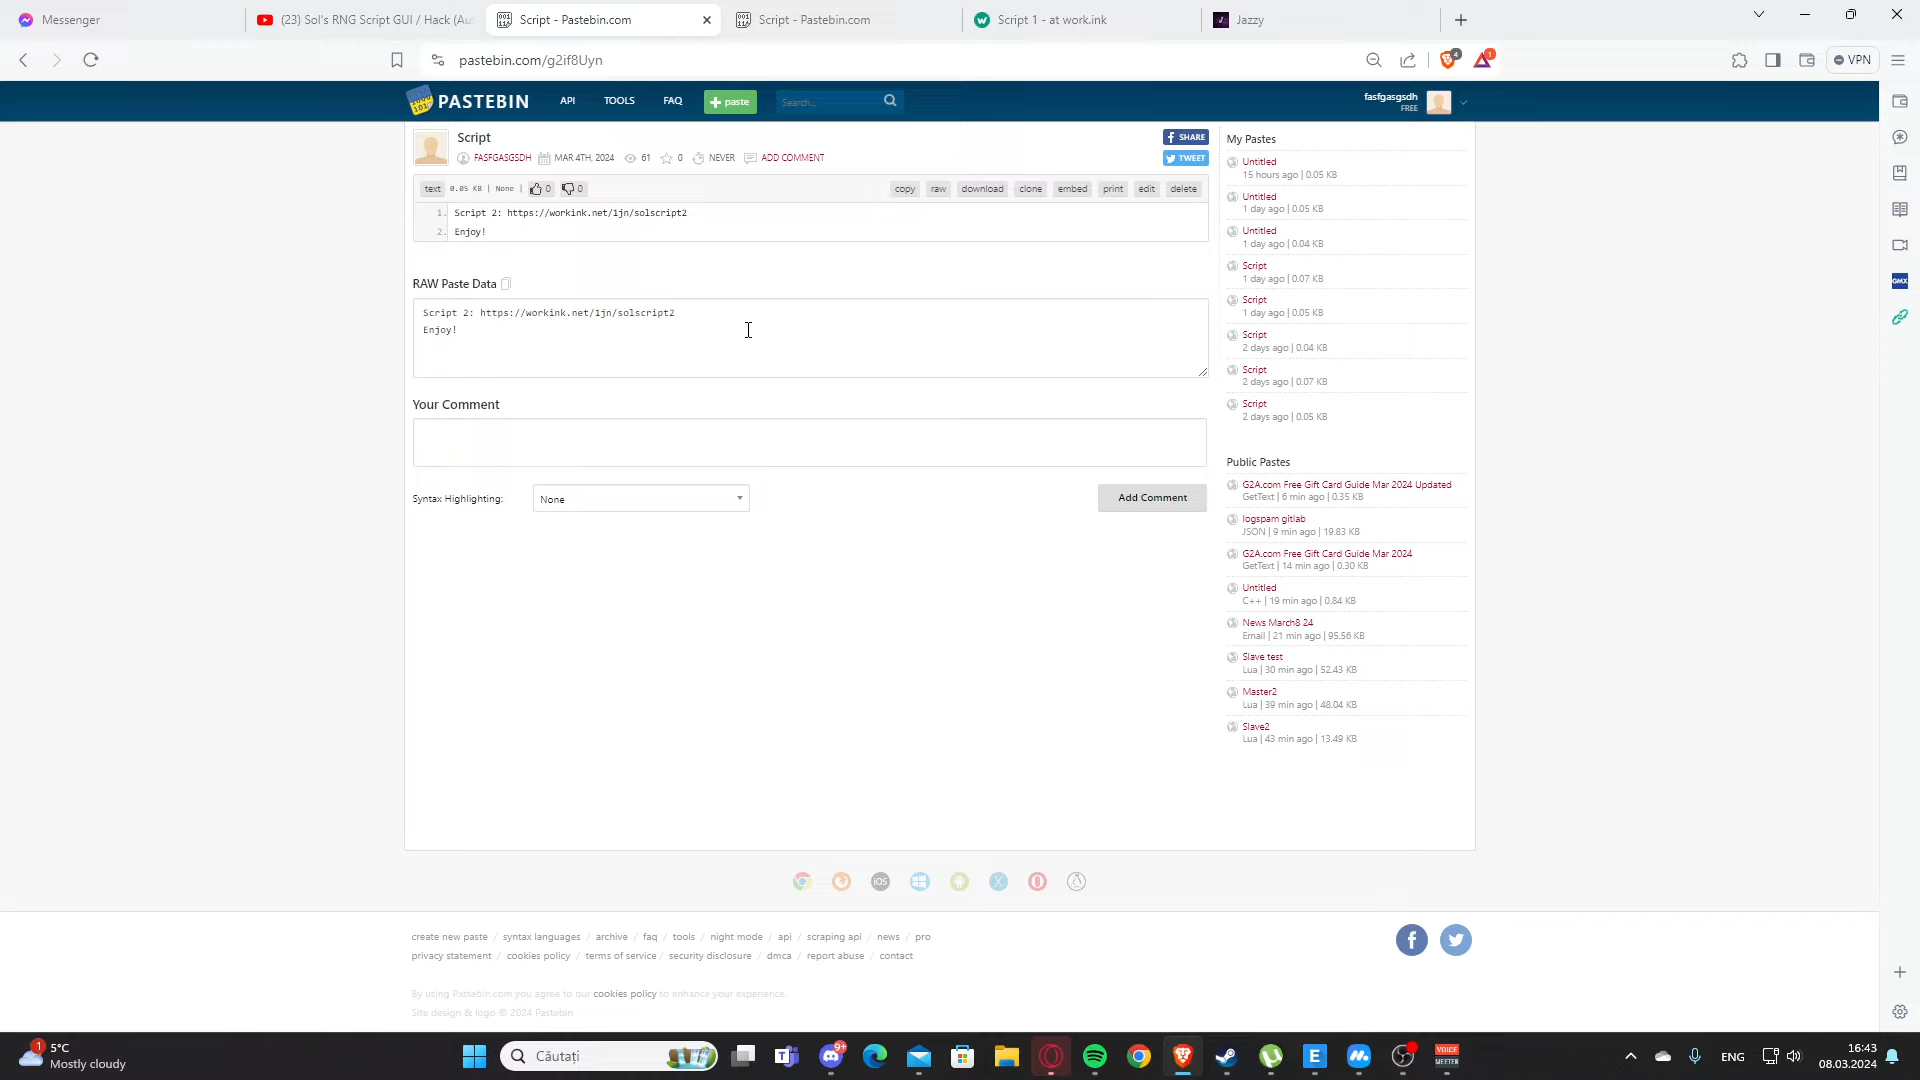 Messenger
(23) Sol's RNG Script GUI / Hack (Au
Script - Pastebin.com
Script - Pastebin.com
Script 1 - at work.ink
Jazzy
pastebin.com/g2if8Uyn
4
1
VPN
PASTEBIN
API
TOOLS
FAQ
paste
Search...
fasfgasgsdh
FREE
Script
FASFGASGSDH
MAR 4TH, 2024
61
0
NEVER
ADD COMMENT
SHARE
TWEET
text
0.05 KB | None |
0
0
copy
raw
download
clone
embed
print
edit
delete
1. Script 2: https://workink.net/1jn/solscript2
2. Enjoy!
RAW Paste Data
Script 2: https://workink.net/1jn/solscript2
Enjoy!
Your Comment
Syntax Highlighting:
None
Add Comment
My Pastes
Untitled
15 hours ago | 0.05 KB
Untitled
1 day ago | 0.05 KB
Untitled
1 day ago | 0.04 KB
Script
1 day ago | 0.07 KB
Script
1 day ago | 0.05 KB
Script
2 days ago | 0.04 KB
Script
2 days ago | 0.07 KB
Script
2 days ago | 0.05 KB
Public Pastes
G2A.com Free Gift Card Guide Mar 2024 Updated
GetText | 6 min ago | 0.35 KB
logspam gitlab
JSON | 9 min ago | 19.83 KB
G2A.com Free Gift Card Guide Mar 2024
GetText | 14 min ago | 0.30 KB
Untitled
C++ | 19 min ago | 0.84 KB
News March8 24
Email | 21 min ago | 95.56 KB
Slave test
Lua | 30 min ago | 52.43 KB
Master2
Lua | 39 min ago | 48.04 KB
Slave2
Lua | 43 min ago | 13.49 KB
GMX
iOS
create new paste / syntax languages / archive / faq / tools / night mode / api / scraping api / news / pro
privacy statement / cookies policy / terms of service / security disclosure / dmca / report abuse / contact
By using Pastebin.com you agree to our cookies policy to enhance your experience.
Site design & logo © 2024 Pastebin
1
5°C
Mostly cloudy
Căutați
9+
E
VOICE
MEETER
ENG
16:43
08.03.2024